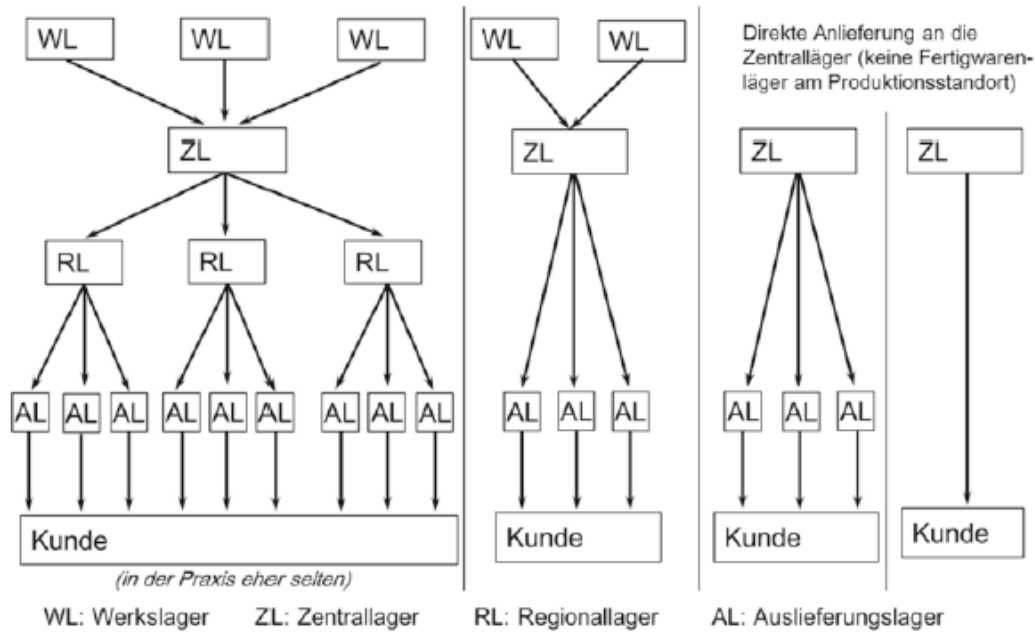 WL WL WL WL WL
Direkte Anlieferung an die
Zentralläger (keine Fertigwaren-
läger am Produktionsstandort)
ZL ZL ZL ZL
RL RL RL
AL AL AL AL AL AL AL AL AL AL AL AL AL AL AL
Kunde Kunde Kunde Kunde
(in der Praxis eher selten)
WL: Werkslager ZL: Zentrallager RL: Regionallager AL: Auslieferungslager